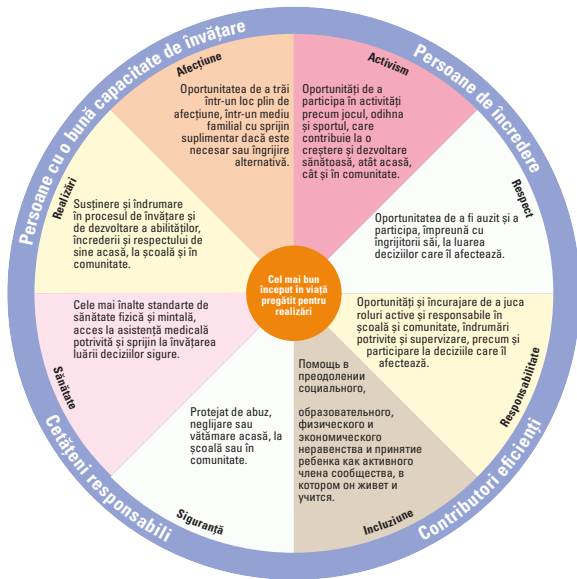 Persoane cu o bună capacitate de învățare
Persoane de încredere
Afecțiune
Oportunitatea de a trăi
într-un loc plin de
afecțiune, într-un mediu
familial cu sprijin
suplimentar dacă este
necesar sau îngrijire
alternativă.
Activism
Oportunități de a
participa în activități
precum jocul, odihna
și sportul, care
contribuie la o
creștere și dezvoltare
sănătoasă, atât acasă,
cât și în comunitate.
Realizări
Susținere și îndrumare
în procesul de învățare și
de dezvoltare a abilităților,
încrederii și respectului de
sine acasă, la școală și în
comunitate.
Respect
Oportunitatea de a fi auzit și a
participa, împreună cu
îngrijitorii săi, la luarea
deciziilor care îl afectează.
Cel mai bun
început în viață
pregătit pentru
realizări
Cele mai înalte standarte de
sănătate fizică și mintală,
acces la asistență medicală
potrivită și sprijin la învățarea
luării deciziilor sigure.
Sănătate
Oportunități și încurajare de a juca
roluri active și responsabile în
școală și comunitate, îndrumări
potrivite și supervizare, precum și
participare la deciziile care îl
afectează.
Responsabilitate
Protejat de abuz,
neglijare sau
vătămare acasă, la
școală sau în
comunitate.
Siguranță
Помощь в
преодолении
социального,
образовательного,
физического и
экономического
неравенства и принятие
ребенка как активного
члена сообщества, в
котором он живет и
учится.
Incluziune
Cetățeni responsabili
Contributori eficienți